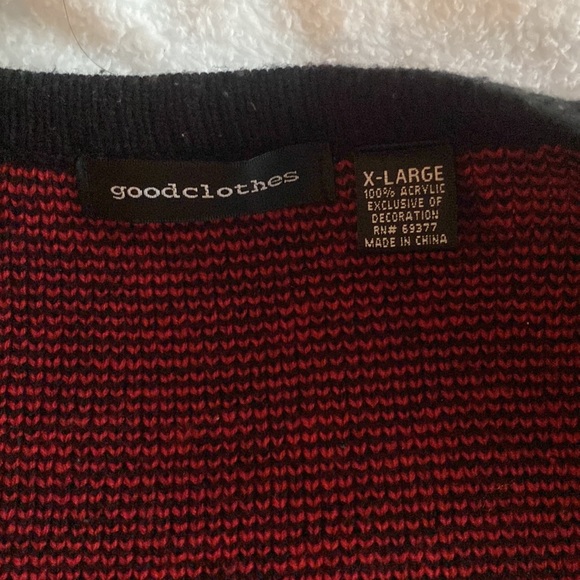 goodclothes
X-LARGE
100% ACRYLIC
EXCLUSIVE OF
DECORATION
RN# 69377
MADE IN CHINA